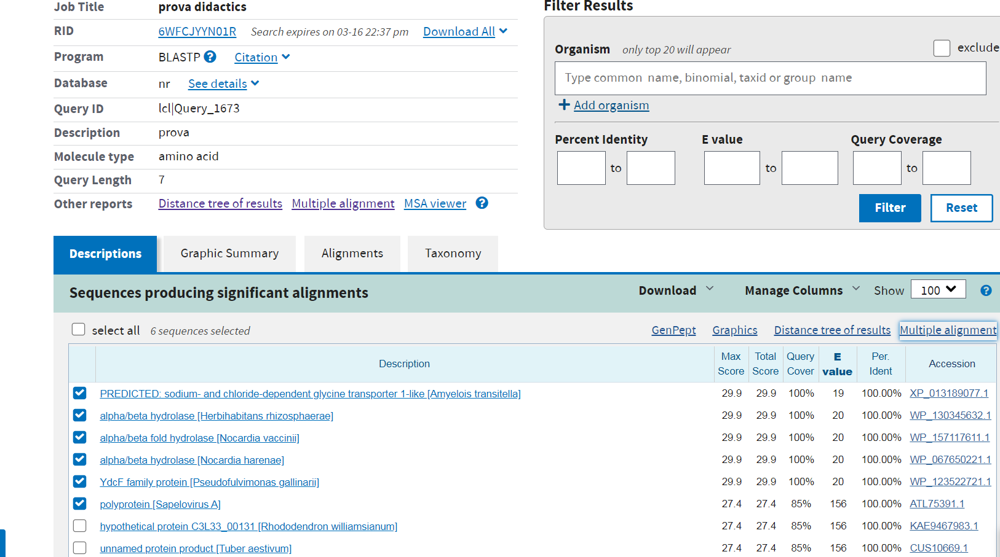 Job Title prova didactics
RID 6WFCJYYN01R Search expires on 03-16 22:37 pm Download All
Program BLASTP ? Citation
Database nr See details
Query ID lcl|Query_1673
Description prova
Molecule type amino acid
Query Length 7
Other reports Distance tree of results Multiple alignment MSA viewer ?
Filter Results
Organism only top 20 will appear exclude
Type common name, binomial, taxid or group name
+ Add organism
Percent Identity E value Query Coverage
to to to
Filter Reset
Descriptions Graphic Summary Alignments Taxonomy
Sequences producing significant alignments Download Manage Columns Show 100 ?
select all 6 sequences selected GenPept Graphics Distance tree of results Multiple alignment
Description Max Score Total Score Query Cover E value Per. Ident Accession
PREDICTED: sodium- and chloride-dependent glycine transporter 1-like [Amyelois transitella] 29.9 29.9 100% 19 100.00% XP_013189077.1
alpha/beta hydrolase [Herbihabitans rhizosphaerae] 29.9 29.9 100% 20 100.00% WP_130345632.1
alpha/beta fold hydrolase [Nocardia vaccinii] 29.9 29.9 100% 20 100.00% WP_157117611.1
alpha/beta hydrolase [Nocardia harenae] 29.9 29.9 100% 20 100.00% WP_067650221.1
YdcF family protein [Pseudofulvimonas gallinarii] 29.9 29.9 100% 20 100.00% WP_123522721.1
polyprotein [Sapelovirus A] 27.4 27.4 85% 156 100.00% ATL75391.1
hypothetical protein C3L33_00131 [Rhododendron williamsianum] 27.4 27.4 85% 156 100.00% KAE9467983.1
unnamed protein product [Tuber aestivum] 27.4 27.4 85% 156 100.00% CUS10669.1